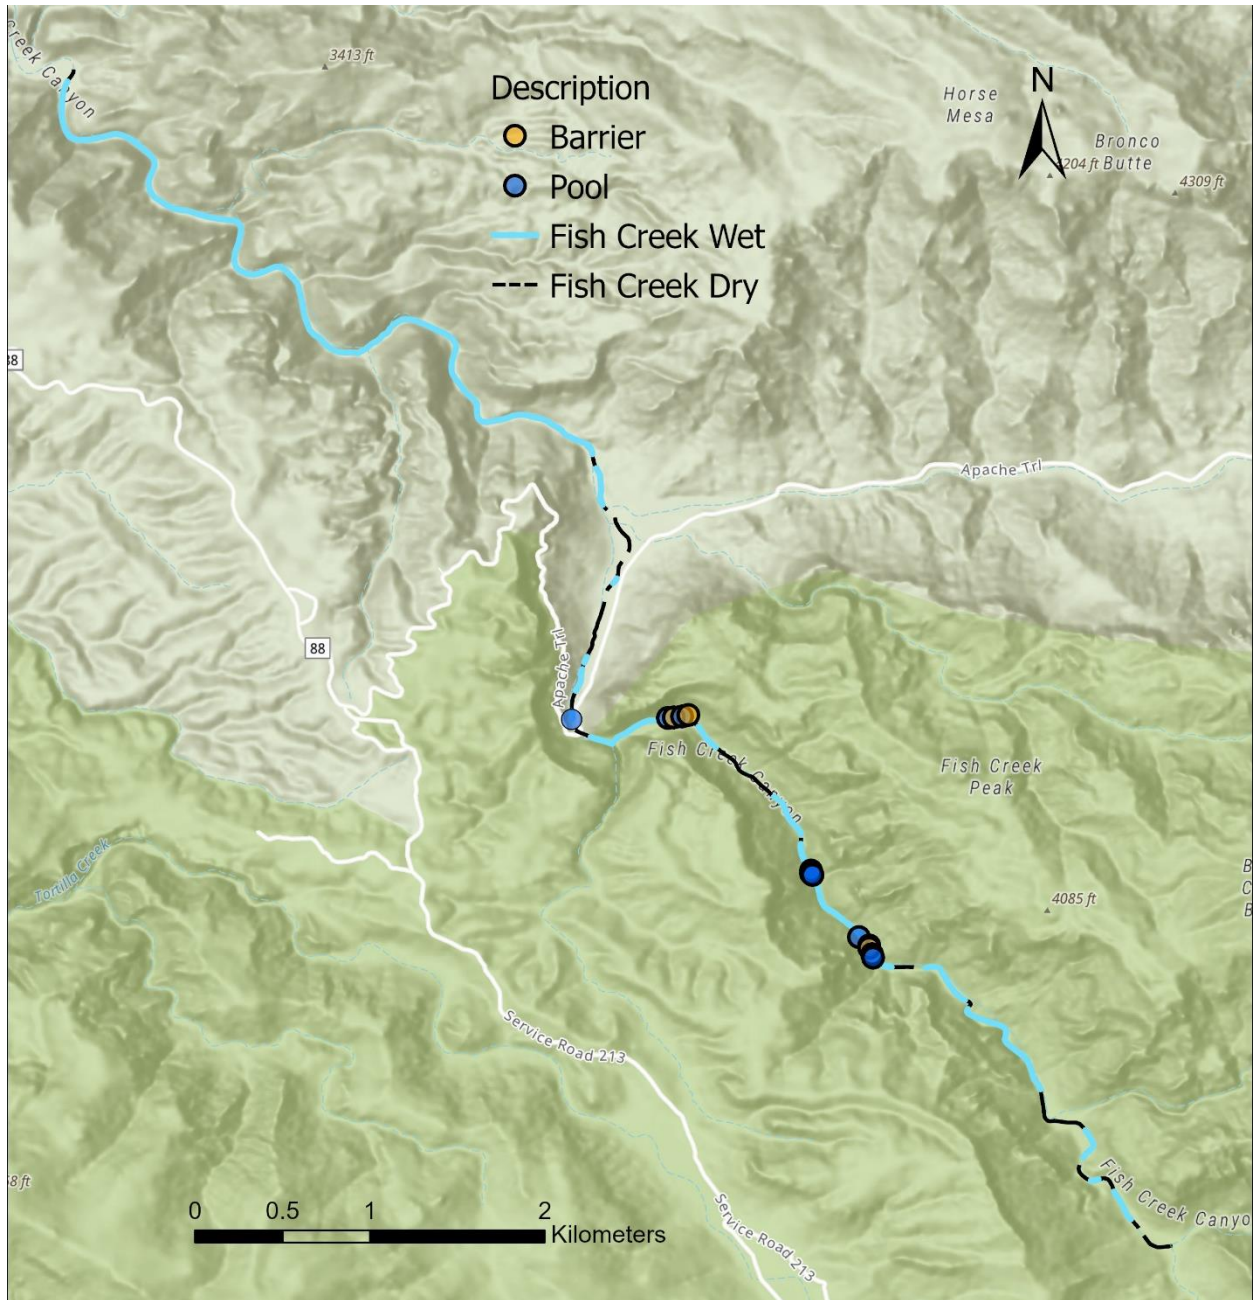 Creek Canyon
3413 ft
Description
Barrier
Pool
Fish Creek Wet
Fish Creek Dry
N
Horse
Mesa
Bronco
Butte
4309 ft
Apache Trl
88
Apache Trl
Fish Creek Canyon
Fish Creek
Peak
Tortilla Creek
4085 ft
Service Road 213
Fish Creek Canyo
Service Road 213
0 0.5 1 2
Kilometers